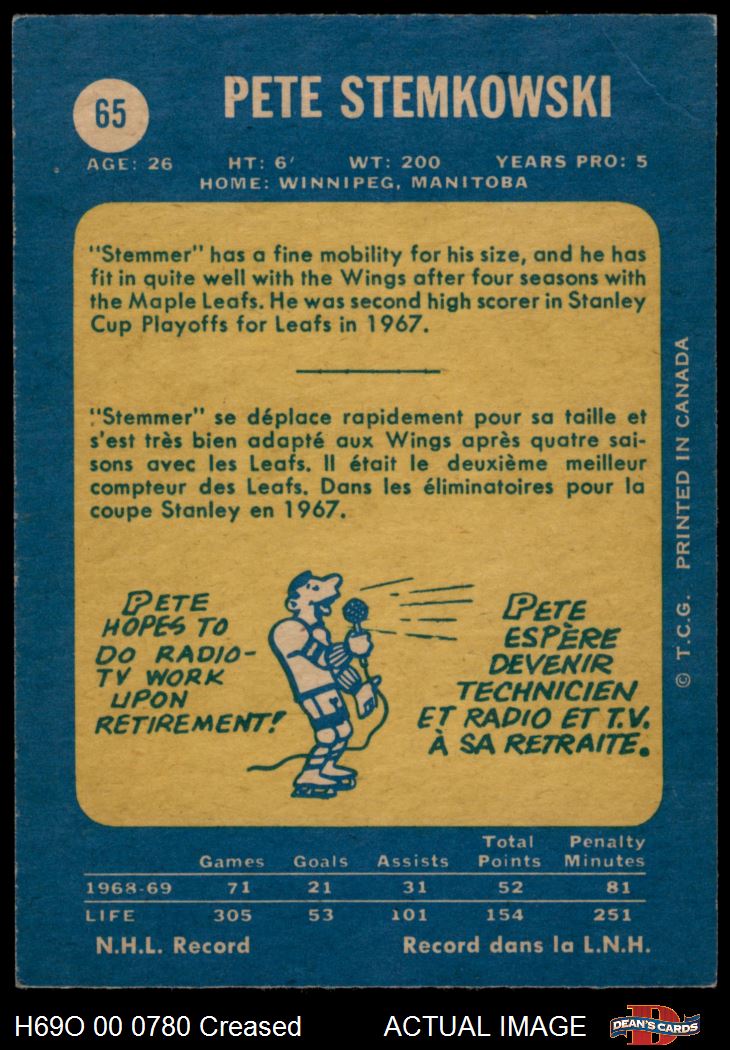 65
PETE STEMKOWSKI
AGE: 26 HT: 6' WT: 200 YEARS PRO: 5
HOME: WINNIPEG, MANITOBA
"Stemmer" has a fine mobility for his size, and he has
fit in quite well with the Wings after four seasons with
the Maple Leafs. He was second high scorer in Stanley
Cup Playoffs for Leafs in 1967.
"Stemmer" se déplace rapidement pour sa taille et
s'est très bien adapté aux Wings après quatre sai-
sons avec les Leafs. Il était le deuxième meilleur
compteur des Leafs. Dans les éliminatoires pour la
coupe Stanley en 1967.
PETE
HOPES TO
DO RADIO-
TV WORK
UPON
RETIREMENT!
PETE
ESPÈRE
DEVENIR
TECHNICIEN
ET RADIO ET T.V.
À SA RETRAITE.
© T.C.G. PRINTED IN CANADA
Games Goals Assists Total Points Penalty Minutes
1968-69 71 21 31 52 81
LIFE 305 53 101 154 251
N.H.L. Record Record dans la L.N.H.
H69O 00 0780 Creased ACTUAL IMAGE DEAN'S CARDS